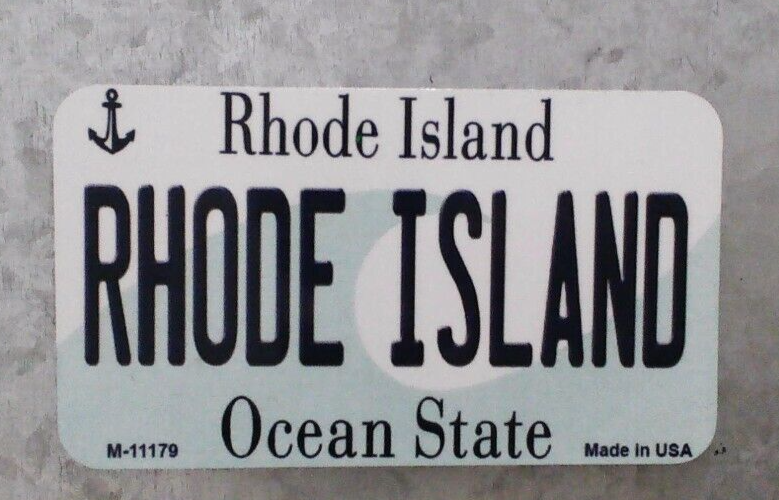 Rhode Island
RHODE ISLAND
Ocean State
M-11179
Made in USA